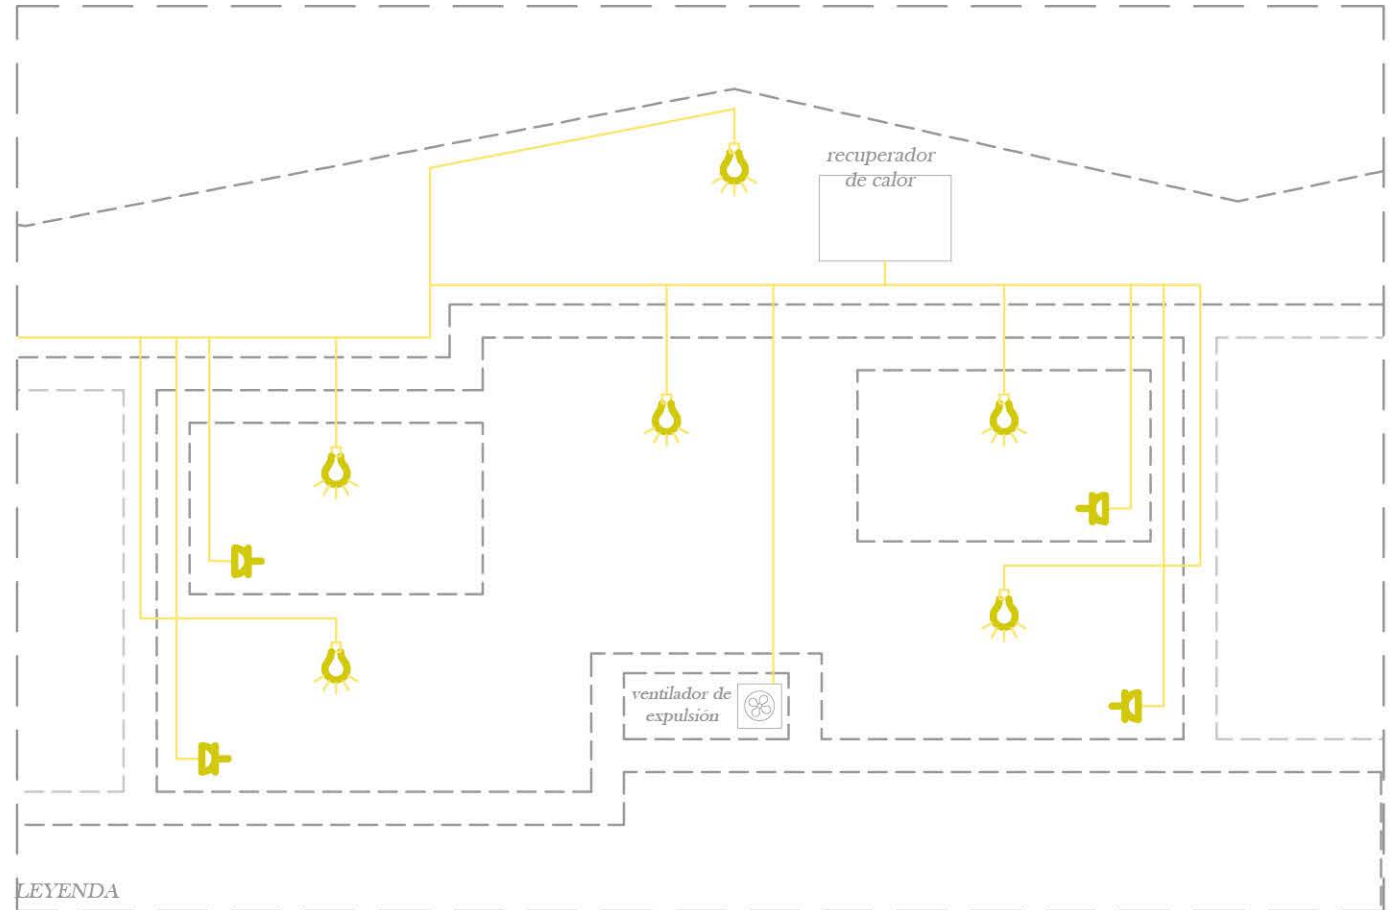 recuperador
de calor
ventilador de
expulsión
LEYENDA